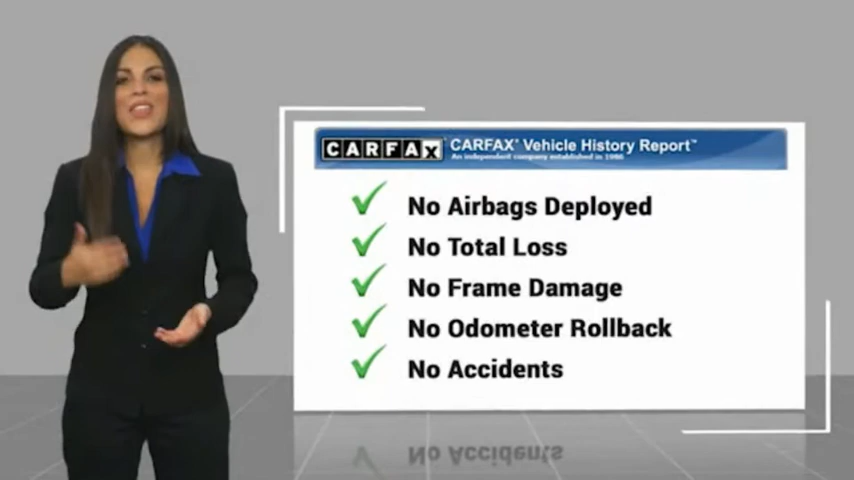 CARFAX CARFAX® Vehicle History Report™
An independent company established in 1986
No Airbags Deployed
No Total Loss
No Frame Damage
No Odometer Rollback
No Accidents
No Accidents